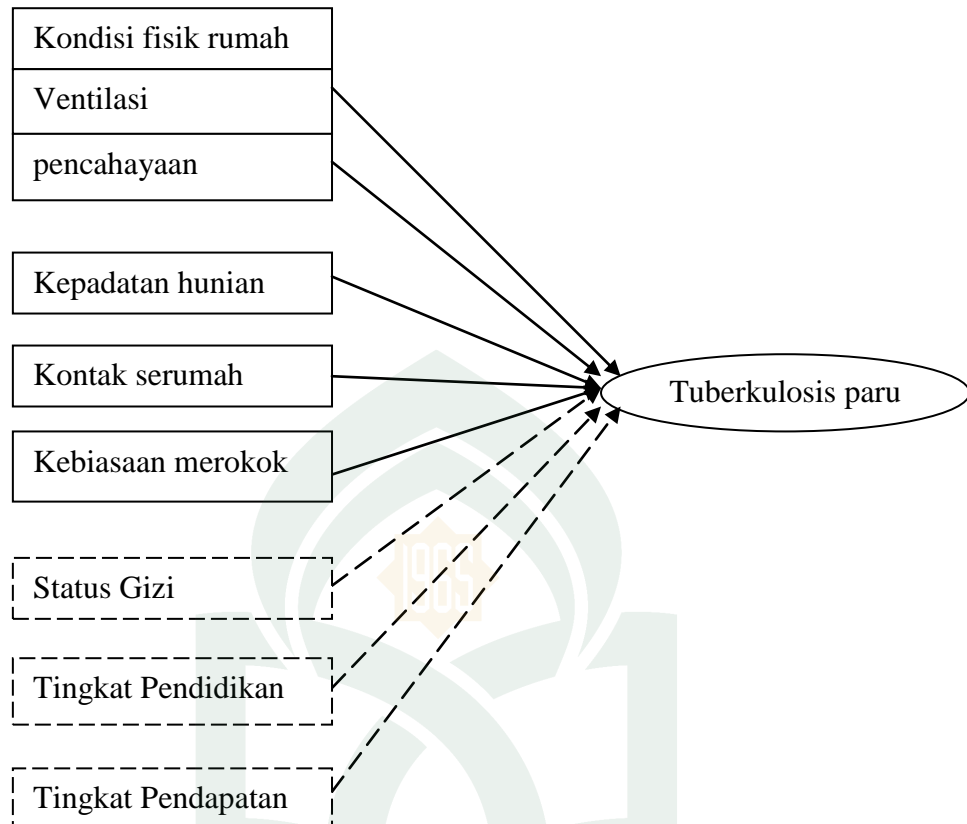 Kondisi fisik rumah
Ventilasi
pencahayaan
Kepadatan hunian
Kontak serumah
Tuberkulosis paru
Kebiasaan merokok
1905
Status Gizi
Tingkat Pendidikan
Tingkat Pendapatan